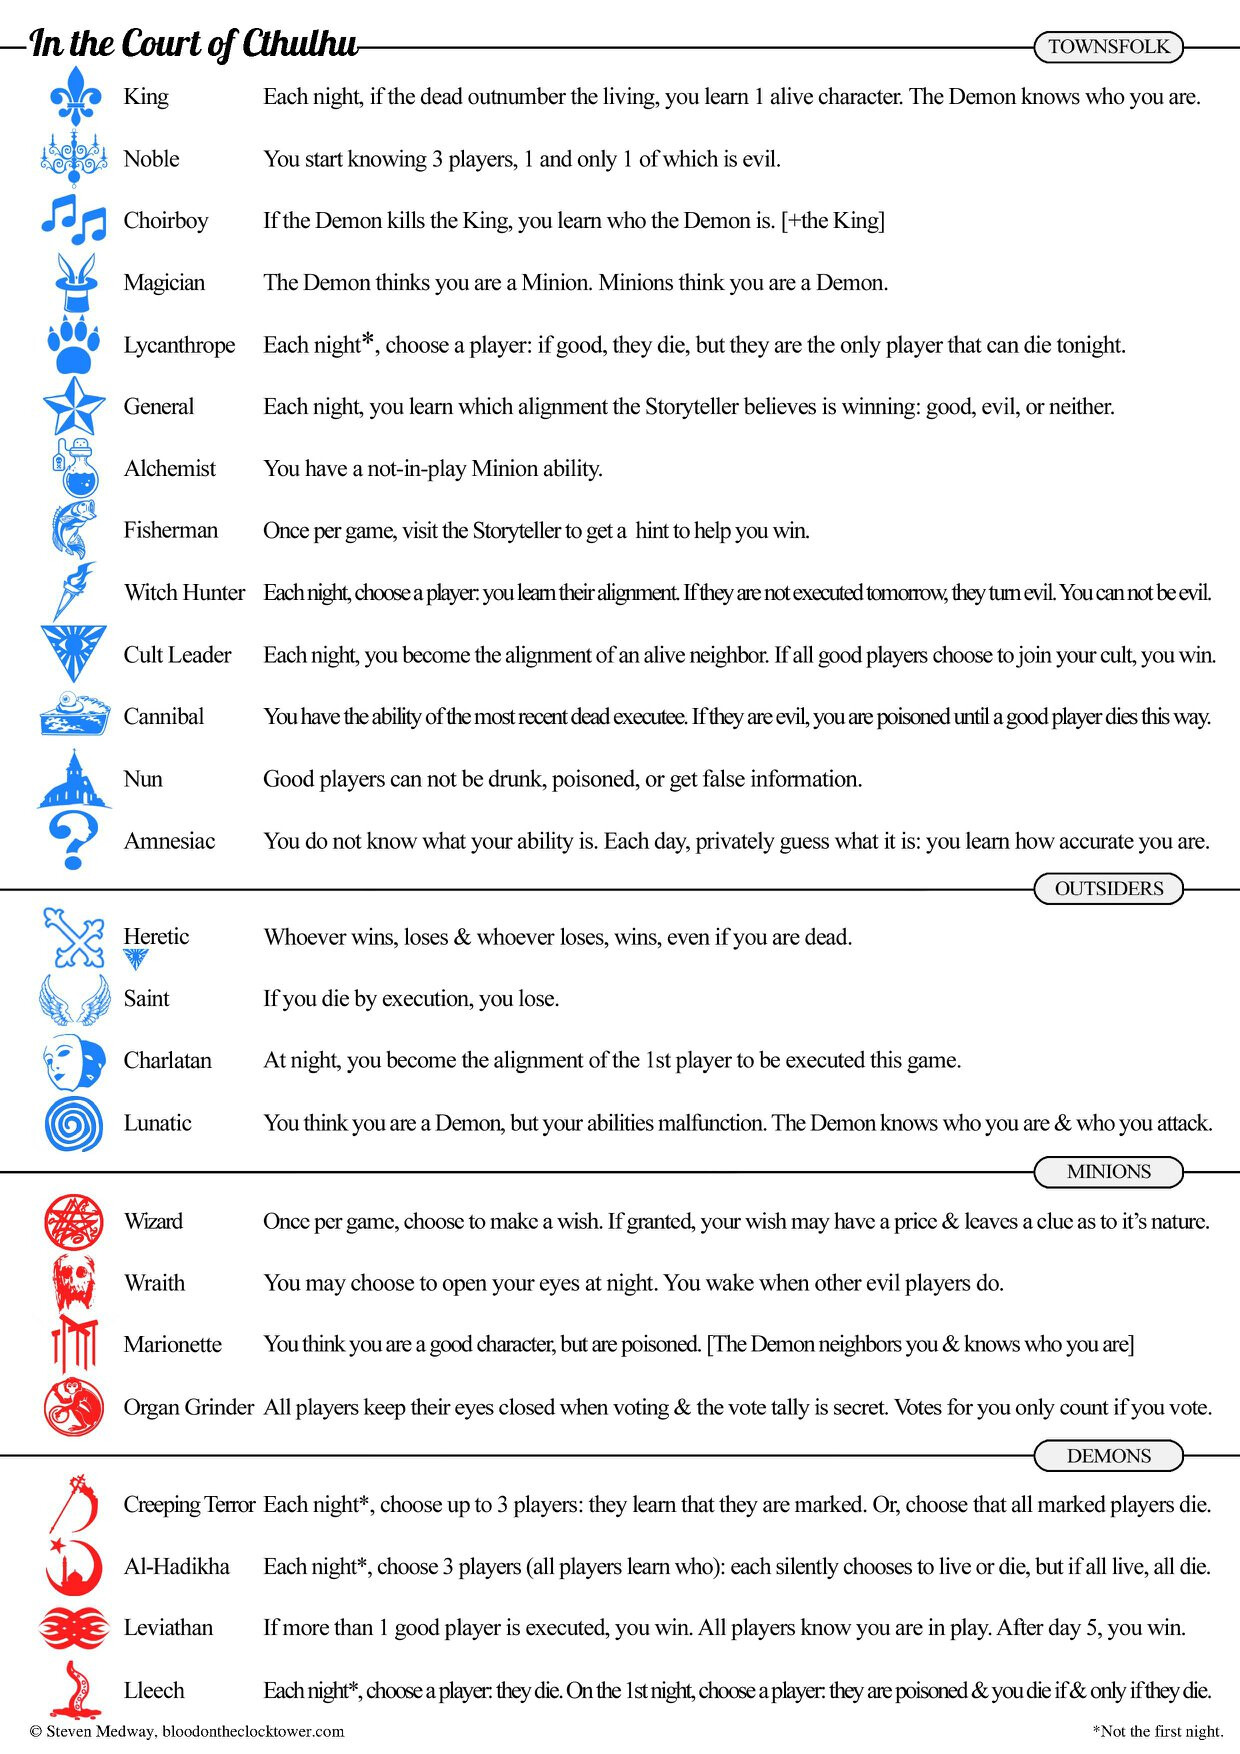 In the Court of Cthulhu
TOWNSFOLK
King Each night, if the dead outnumber the living, you learn 1 alive character. The Demon knows who you are.
Noble You start knowing 3 players, 1 and only 1 of which is evil.
Choirboy If the Demon kills the King, you learn who the Demon is. [+the King]
Magician The Demon thinks you are a Minion. Minions think you are a Demon.
Lycanthrope Each night*, choose a player: if good, they die, but they are the only player that can die tonight.
General Each night, you learn which alignment the Storyteller believes is winning: good, evil, or neither.
Alchemist You have a not-in-play Minion ability.
Fisherman Once per game, visit the Storyteller to get a hint to help you win.
Witch Hunter Each night, choose a player: you learn their alignment. If they are not executed tomorrow, they turn evil. You can not be evil.
Cult Leader Each night, you become the alignment of an alive neighbor. If all good players choose to join your cult, you win.
Cannibal You have the ability of the most recent dead executee. If they are evil, you are poisoned until a good player dies this way.
Nun Good players can not be drunk, poisoned, or get false information.
Amnesiac You do not know what your ability is. Each day, privately guess what it is: you learn how accurate you are.
OUTSIDERS
Heretic Whoever wins, loses & whoever loses, wins, even if you are dead.
Saint If you die by execution, you lose.
Charlatan At night, you become the alignment of the 1st player to be executed this game.
Lunatic You think you are a Demon, but your abilities malfunction. The Demon knows who you are & who you attack.
MINIONS
Wizard Once per game, choose to make a wish. If granted, your wish may have a price & leaves a clue as to it's nature.
Wraith You may choose to open your eyes at night. You wake when other evil players do.
Marionette You think you are a good character, but are poisoned. [The Demon neighbors you & knows who you are]
Organ Grinder All players keep their eyes closed when voting & the vote tally is secret. Votes for you only count if you vote.
DEMONS
Creeping Terror Each night*, choose up to 3 players: they learn that they are marked. Or, choose that all marked players die.
Al-Hadikha Each night*, choose 3 players (all players learn who): each silently chooses to live or die, but if all live, all die.
Leviathan If more than 1 good player is executed, you win. All players know you are in play. After day 5, you win.
Lleech Each night*, choose a player: they die. On the 1st night, choose a player: they are poisoned & you die if & only if they die.
© Steven Medway, bloodontheclocktower.com
*Not the first night.